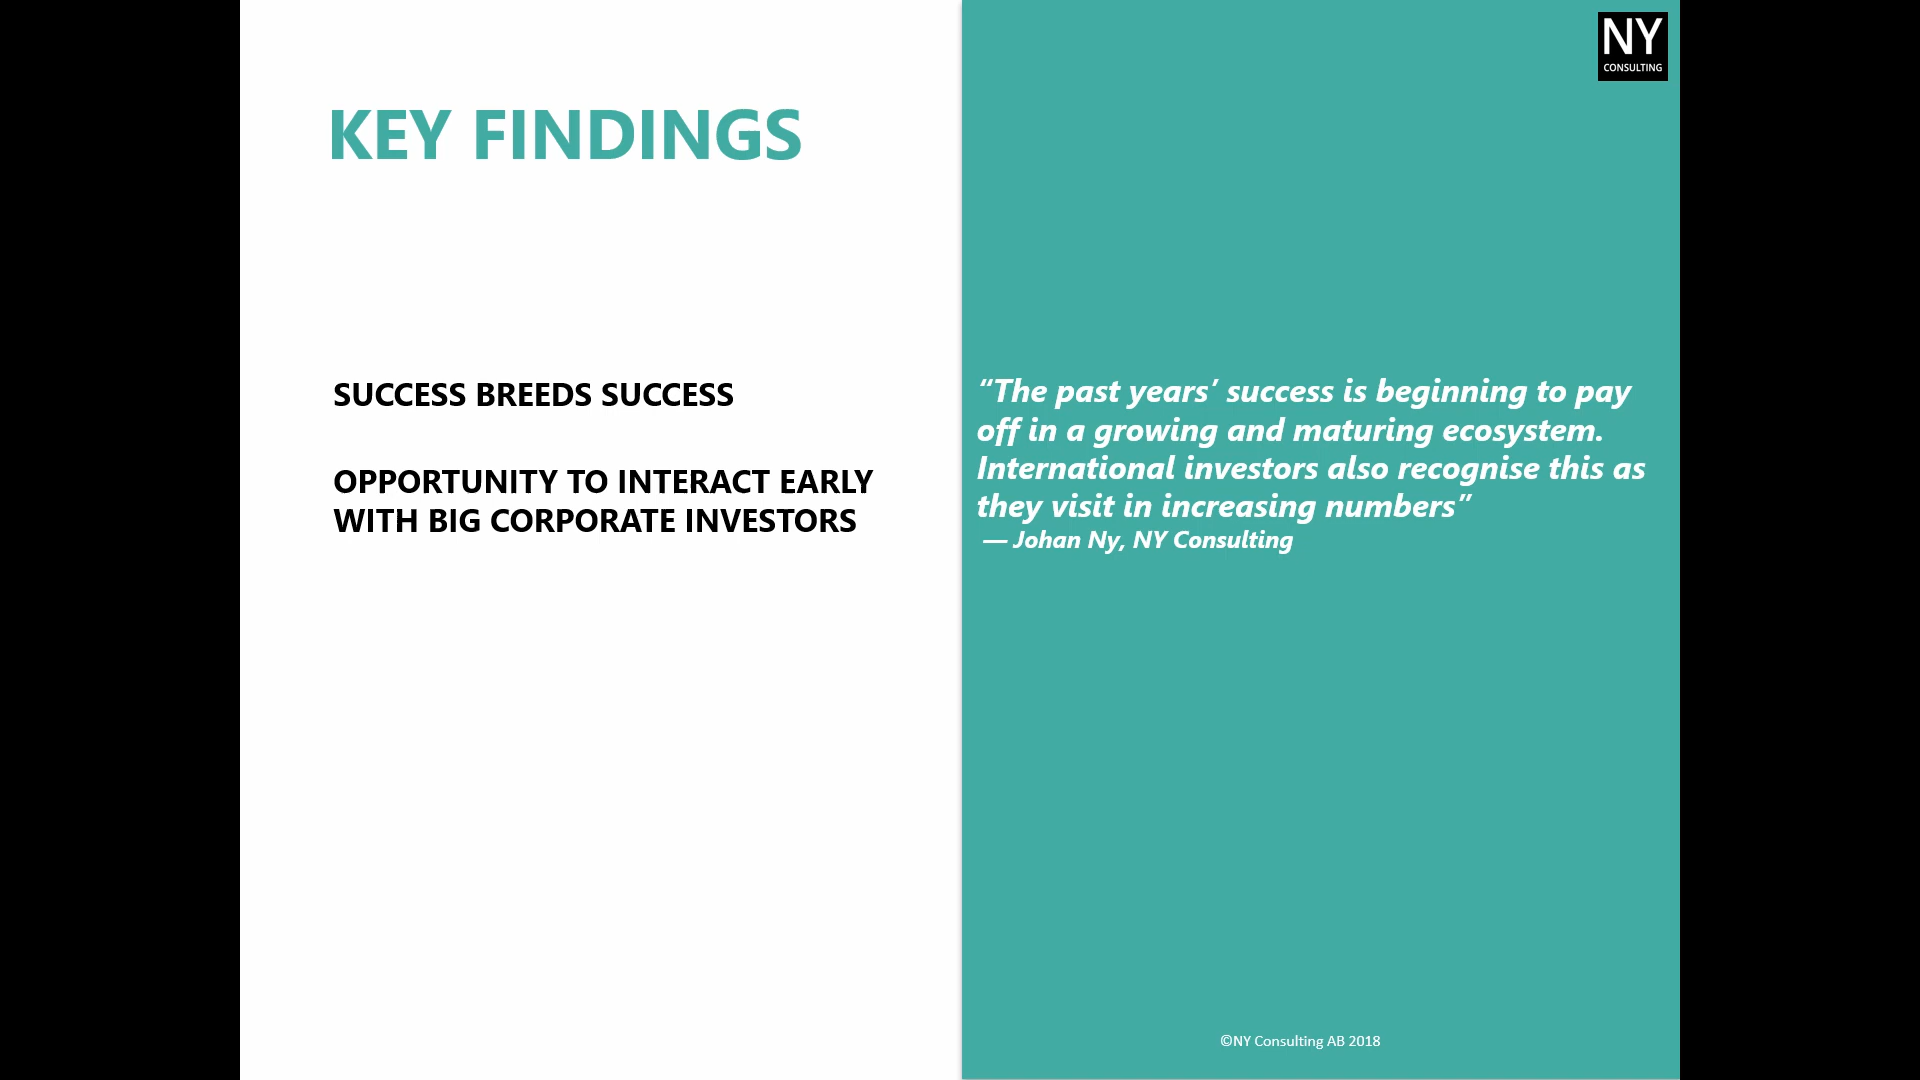 NY
CONSULTING
KEY FINDINGS
SUCCESS BREEDS SUCCESS
OPPORTUNITY TO INTERACT EARLY
WITH BIG CORPORATE INVESTORS
“The past years’ success is beginning to pay
off in a growing and maturing ecosystem.
International investors also recognise this as
they visit in increasing numbers”
— Johan Ny, NY Consulting
©NY Consulting AB 2018